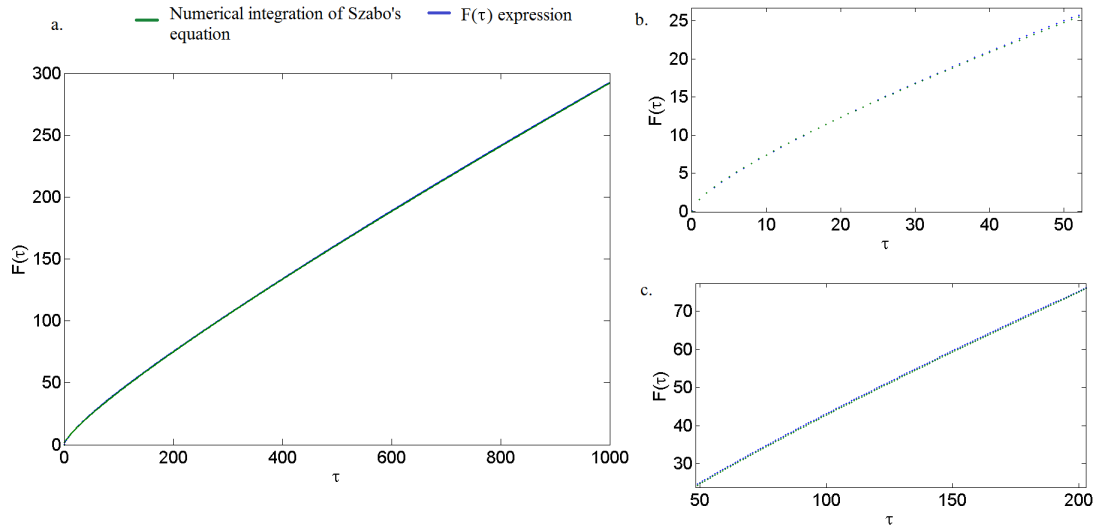 a.
Numerical integration of Szabo's
equation
F(τ) expression
300
250
200
150
100
50
0
F(τ)
0 200 400 600 800 1000
τ
b.
25
20
15
10
5
0
F(τ)
0 10 20 30 40 50
τ
c.
70
60
50
40
30
F(τ)
50 100 150 200
τ